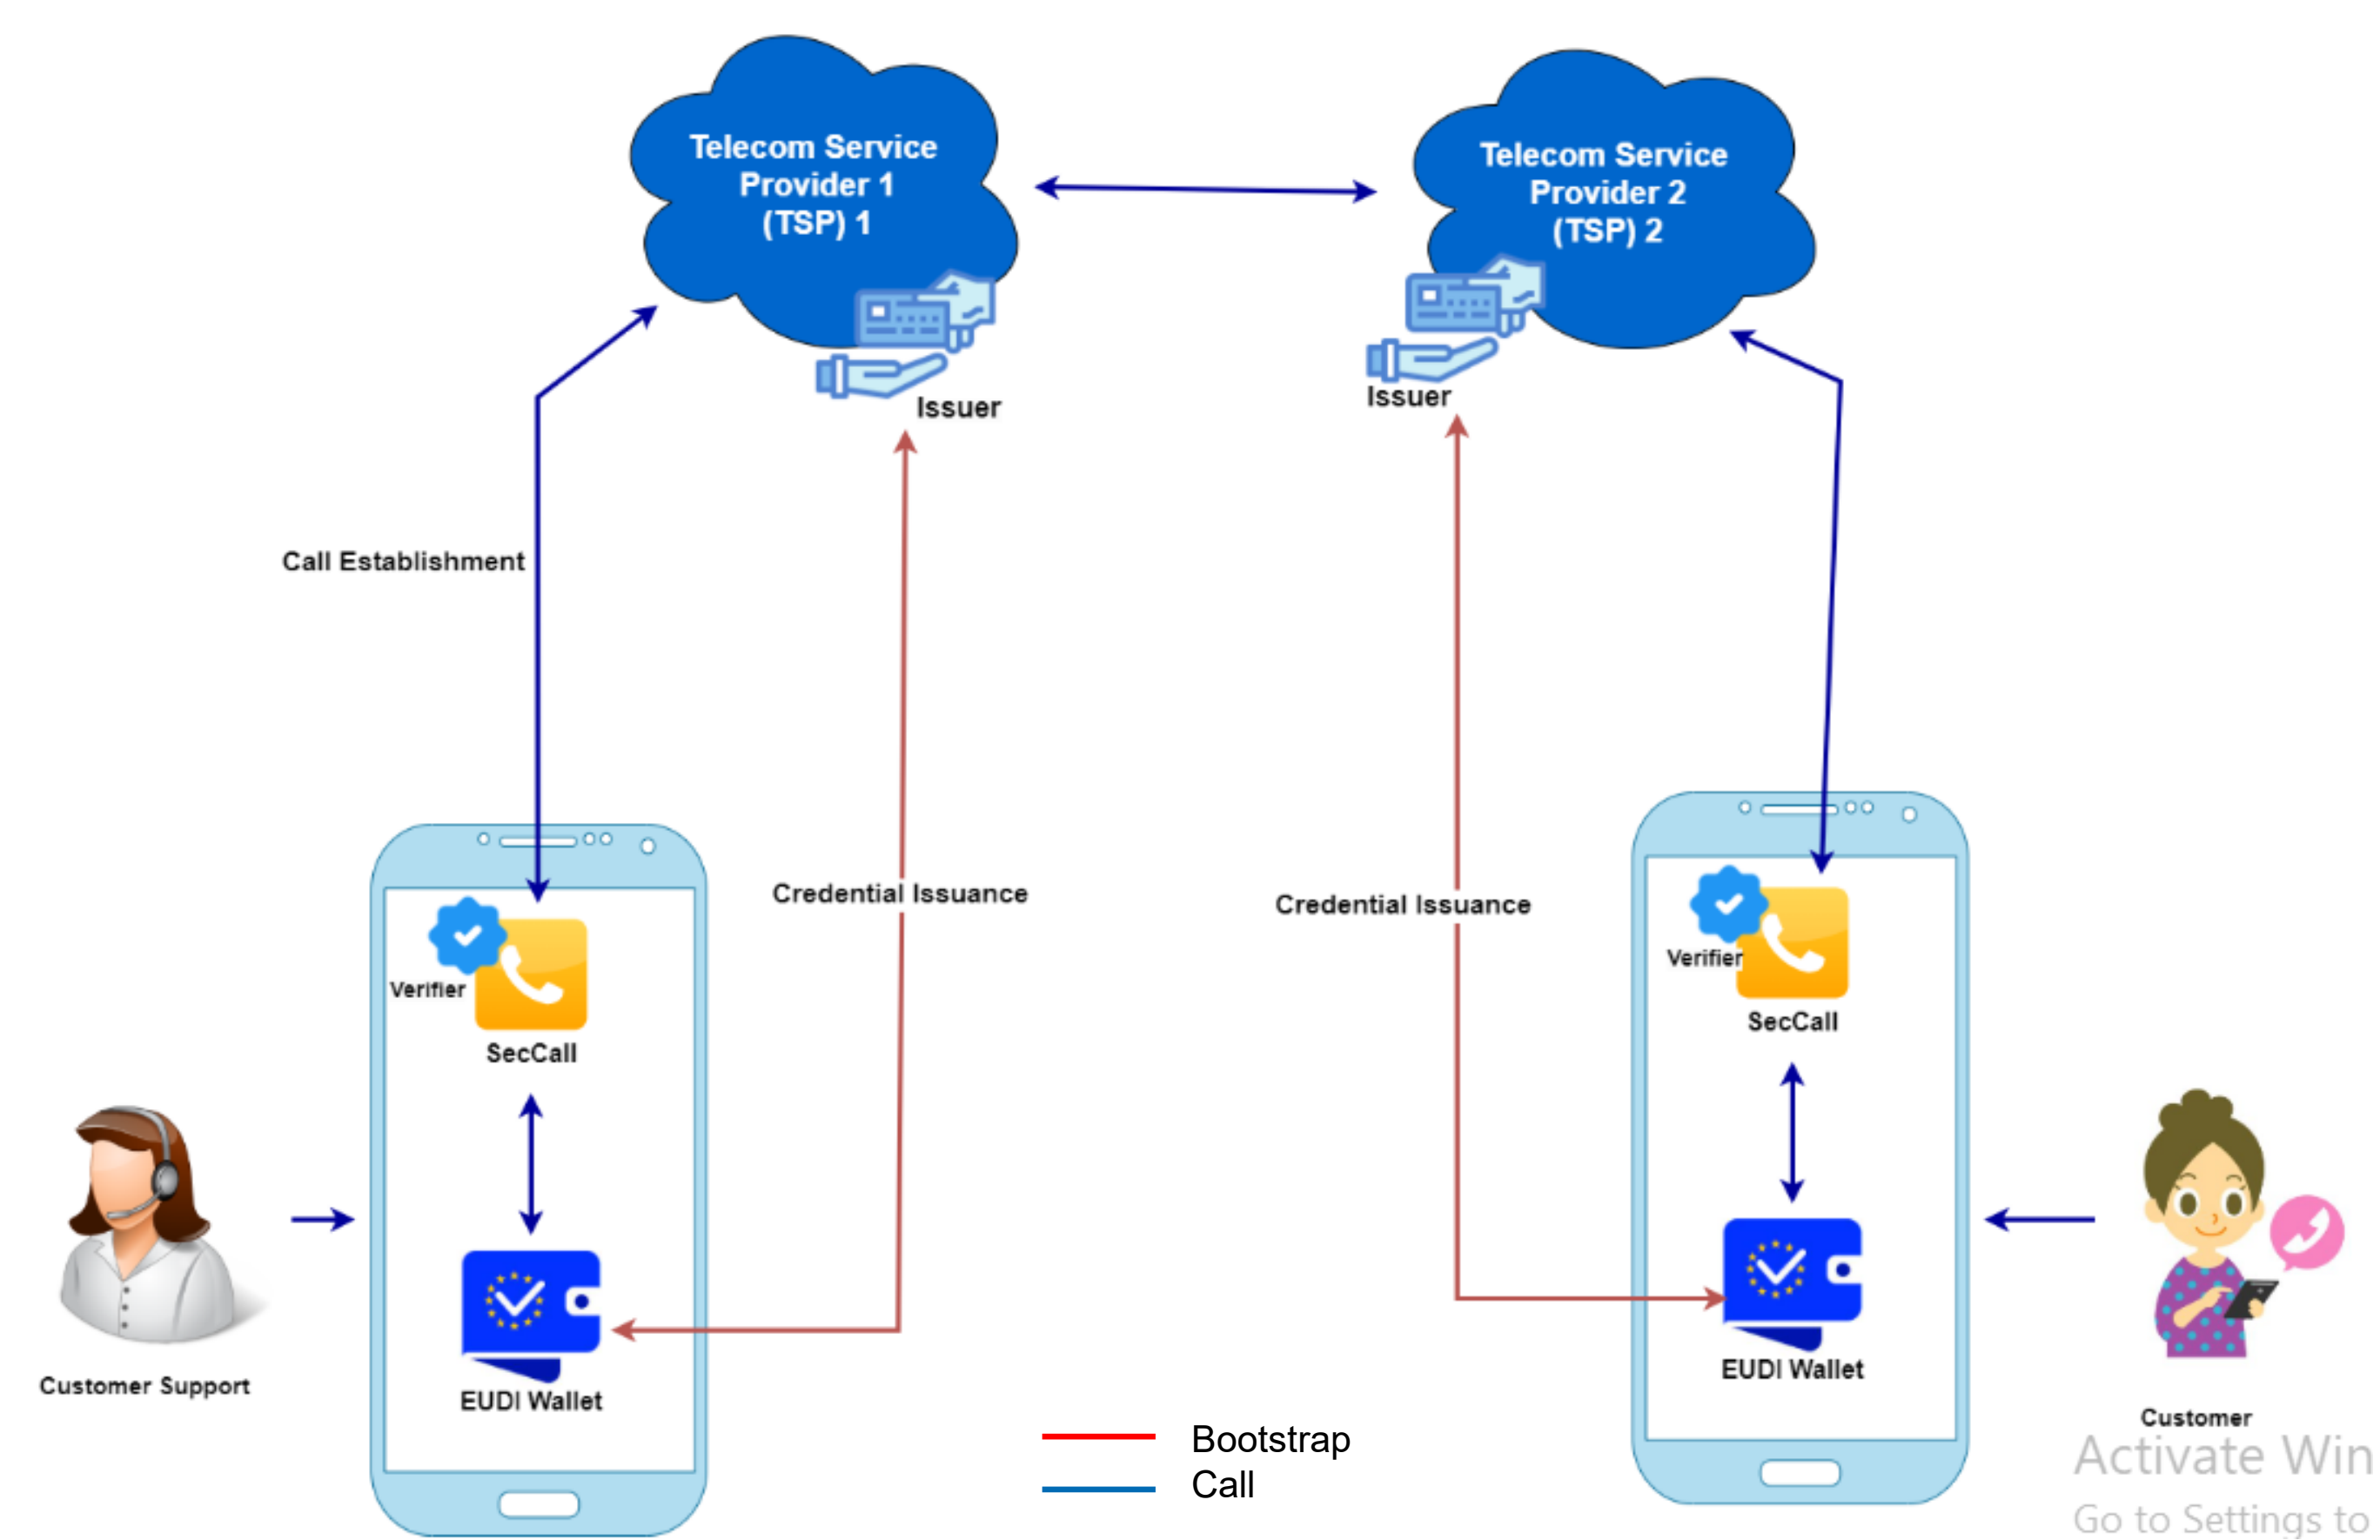 Telecom Service
Provider 1
(TSP) 1
Telecom Service
Provider 2
(TSP) 2
Issuer
Issuer
Call Establishment
Credential Issuance
Credential Issuance
Verifier
SecCall
Verifier
SecCall
EUDI Wallet
EUDI Wallet
Customer Support
Customer
Bootstrap
Call
Activate Win
Go to Settings to